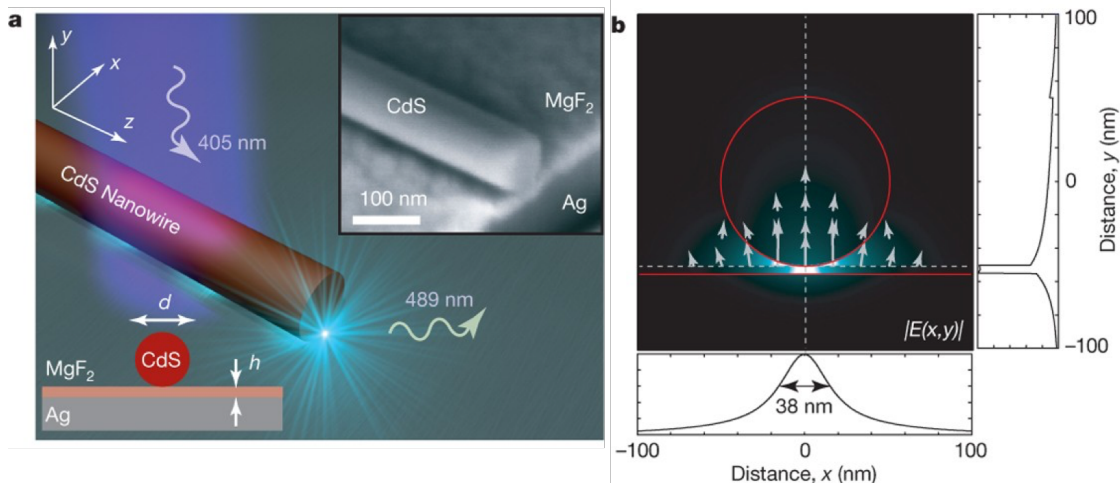 a
y
x
z
405 nm
CdS Nanowire
CdS
MgF2
Ag
100 nm
489 nm
d
CdS
MgF2
h
Ag
b
|E(x,y)|
100
0
−100
Distance, y (nm)
38 nm
−100
0
100
Distance, x (nm)